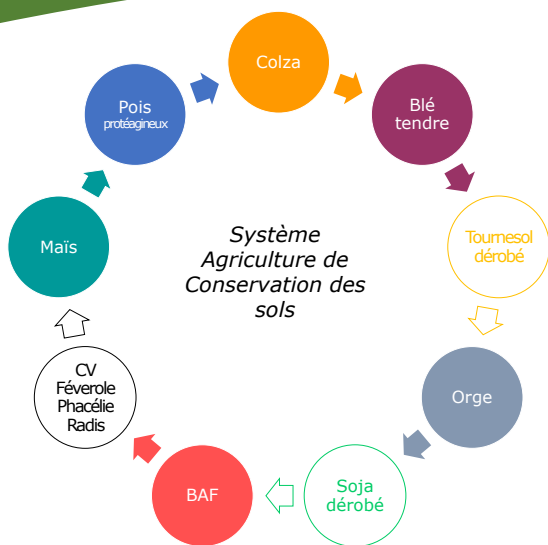 Colza
Blé
tendre
Tournesol
dérobé
Orge
Soja
dérobé
BAF
CV
Féverole
Phacélie
Radis
Maïs
Pois
protéagineux
Système
Agriculture de
Conservation des
sols